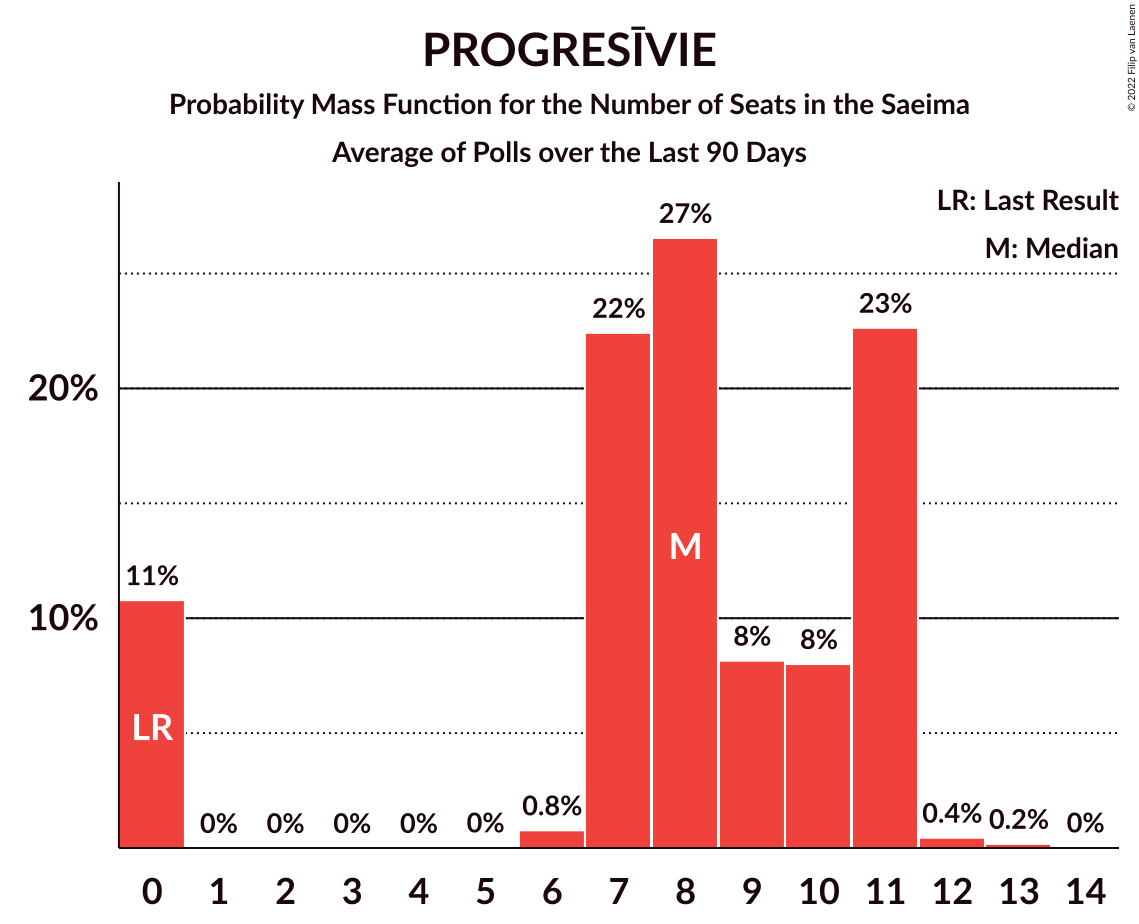 PROGRESĪVIE
Probability Mass Function for the Number of Seats in the Saeima
Average of Polls over the Last 90 Days
© 2022 Filip van Laenen
LR: Last Result
M: Median
20%
10%
11%
0%
0%
0%
0%
0%
0.8%
22%
27%
8%
8%
23%
0.4%
0.2%
0%
LR
M
0 1 2 3 4 5 6 7 8 9 10 11 12 13 14